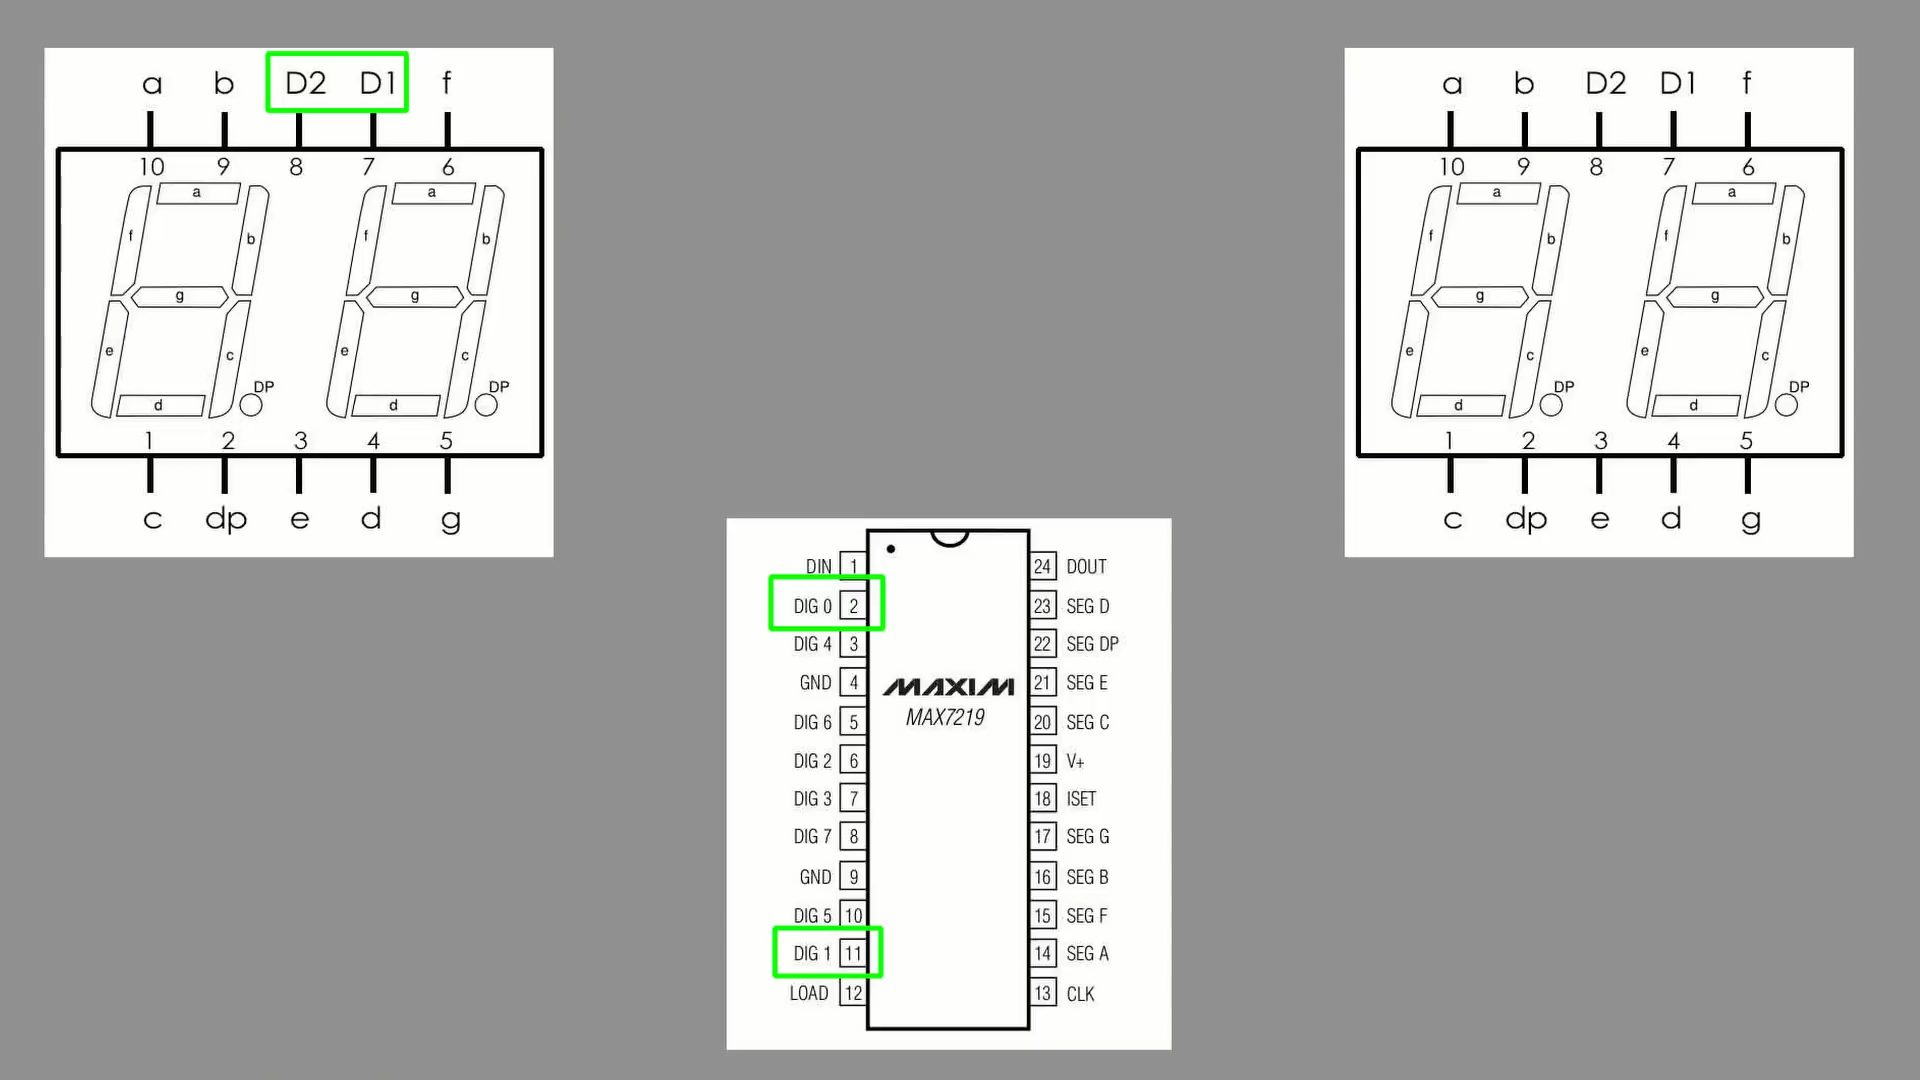 a b D2 D1 f
10 9 8 7 6
a a
f b f b
g g
e c e c
DP DP
d d
1 2 3 4 5
c dp e d g
a b D2 D1 f
10 9 8 7 6
a a
f b f b
g g
e c e c
DP DP
d d
1 2 3 4 5
c dp e d g
DIN 1 24 DOUT
DIG 0 2 23 SEG D
DIG 4 3 22 SEG DP
GND 4 21 SEG E
MAXIM
MAX7219
DIG 6 5 20 SEG C
DIG 2 6 19 V+
DIG 3 7 18 ISET
DIG 7 8 17 SEG G
GND 9 16 SEG B
DIG 5 10 15 SEG F
DIG 1 11 14 SEG A
LOAD 12 13 CLK